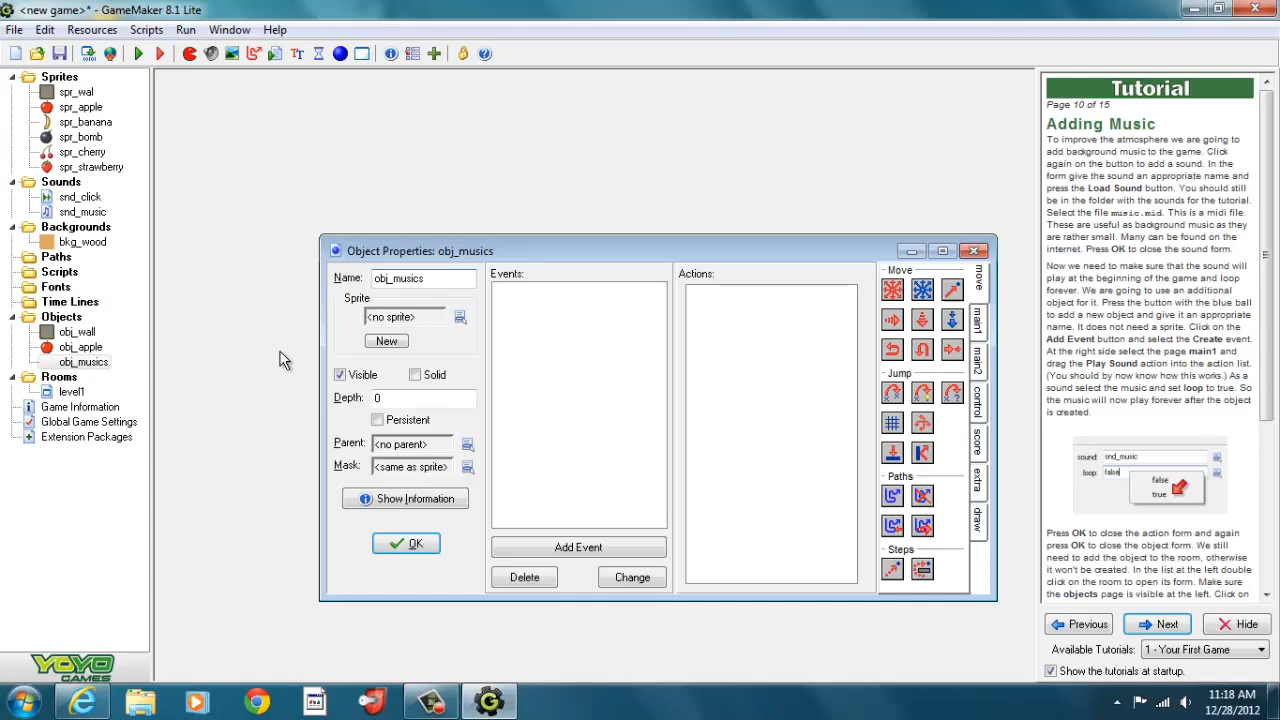 <new game>* - GameMaker 8.1 Lite
File Edit Resources Scripts Run Window Help
Sprites
spr_wal
spr_apple
spr_banana
spr_bomb
spr_cherry
spr_strawberry
Sounds
snd_click
snd_music
Backgrounds
bkg_wood
Paths
Scripts
Fonts
Time Lines
Objects
obj_wall
obj_apple
obj_musics
Rooms
level1
Game Information
Global Game Settings
Extension Packages
YOYO
GAMES
Object Properties: obj_musics
Name: obj_musics
Sprite
<no sprite>
New
Visible Solid
Depth: 0
Persistent
Parent: <no parent>
Mask: <same as sprite>
Show Information
OK
Events:
Add Event
Delete Change
Actions:
Move
Jump
Paths
Steps
move
main1
main2
control
score
extra
draw
Tutorial
Page 10 of 15
Adding Music
To improve the atmosphere we are going to
add background music to the game. Click
again on the button to add a sound. In the
form give the sound an appropriate name and
press the Load Sound button. You should still
be in the folder with the sounds for the tutorial.
Select the file music.mid. This is a midi file.
These are useful as background music as they
are rather small. Many can be found on the
internet. Press OK to close the sound form.
Now we need to make sure that the sound will
play at the beginning of the game and loop
forever. We are going to use an additional
object for it. Press the button with the blue ball
to add a new object and give it an appropriate
name. It does not need a sprite. Click on the
Add Event button and select the Create event.
At the right side select the page main1 and
drag the Play Sound action into the action list.
(You should by now know how this works.) As a
sound select the music and set loop to true. So
the music will now play forever after the object
is created.
sound: snd_music
loop: false
false
true
Press OK to close the action form and again
press OK to close the object form. We still
need to add the object to the room, otherwise
it won't be created. In the list at the left double
click on the room to open its form. Make sure
the objects page is visible at the left. Click on
Previous Next Hide
Available Tutorials: 1 - Your First Game
Show the tutorials at startup.
11:18 AM
12/28/2012